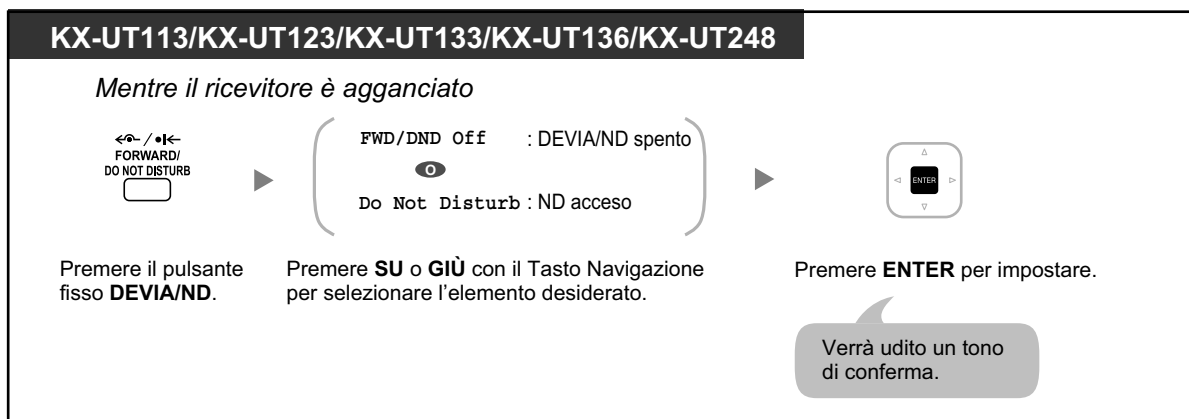 KX-UT113/KX-UT123/KX-UT133/KX-UT136/KX-UT248
Mentre il ricevitore è agganciato
FORWARD/
DO NOT DISTURB
FWD/DND Off : DEVIA/ND spento
O
Do Not Disturb : ND acceso
ENTER
Premere il pulsante
fisso DEVIA/ND.
Premere SU o GIÙ con il Tasto Navigazione
per selezionare l'elemento desiderato.
Premere ENTER per impostare.
Verrà udito un tono
di conferma.